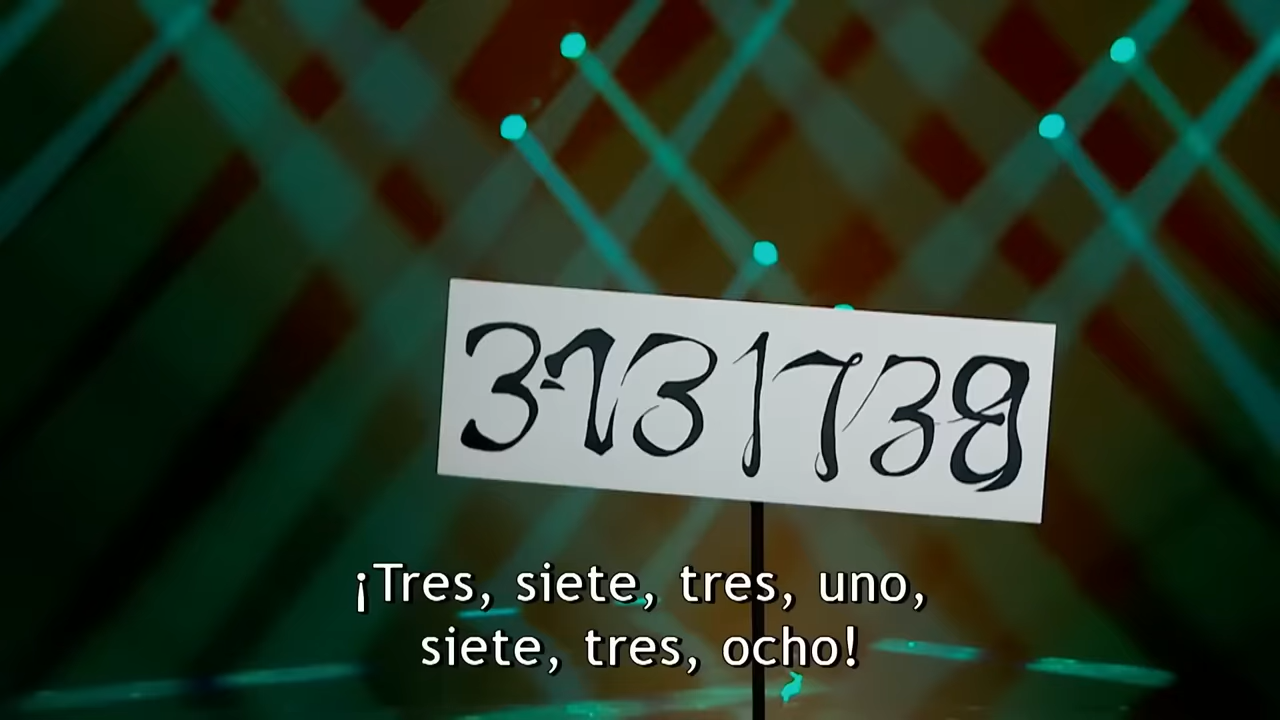 3731738
¡Tres, siete, tres, uno,
siete, tres, ocho!